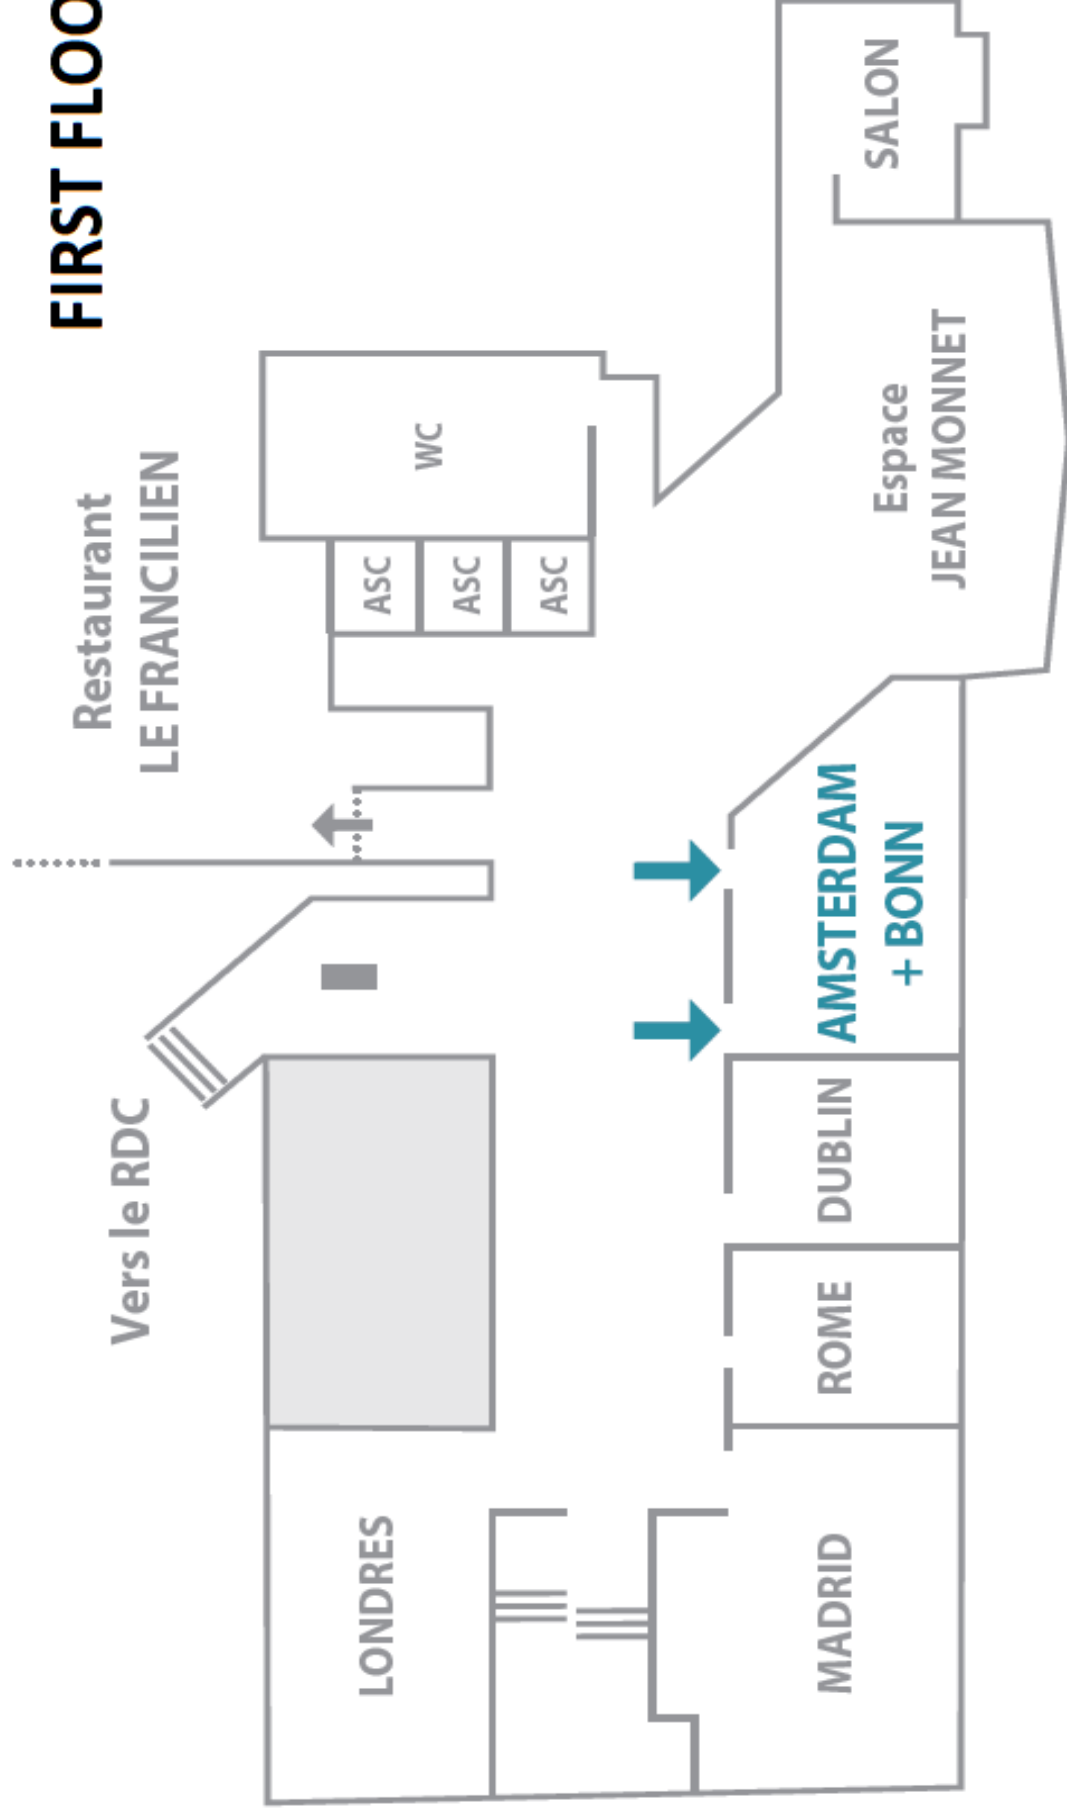 FIRST FLOO
Restaurant
LE FRANCILIEN
Vers le RDC
WC
ASC
ASC
ASC
SALON
Espace
JEAN MONNET
AMSTERDAM
+ BONN
DUBLIN
ROME
LONDRES
MADRID